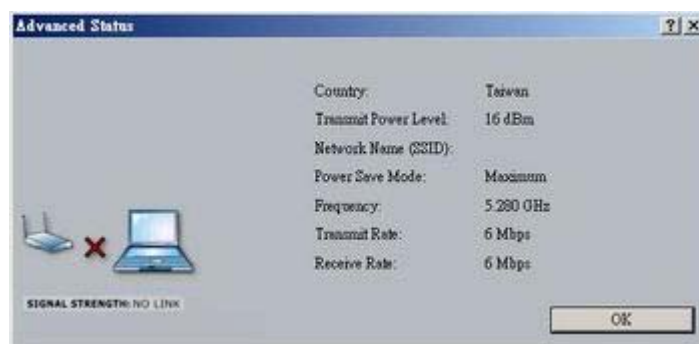 Advanced Status
? ×
Country: Taiwan
Transmit Power Level: 16 dBm
Network Name (SSID):
Power Save Mode: Maximum
Frequency: 5.280 GHz
Transmit Rate: 6 Mbps
Receive Rate: 6 Mbps
SIGNAL STRENGTH: NO LINK
OK